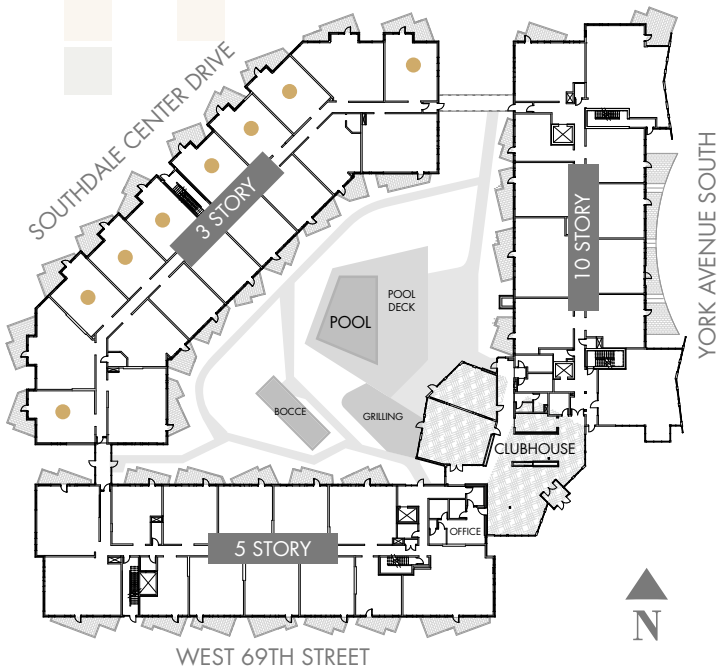 SOUTHDALE CENTER DRIVE
3 STORY
10 STORY
YORK AVENUE SOUTH
POOL
DECK
POOL
BOCCE
GRILLING
CLUBHOUSE
OFFICE
5 STORY
N
WEST 69TH STREET